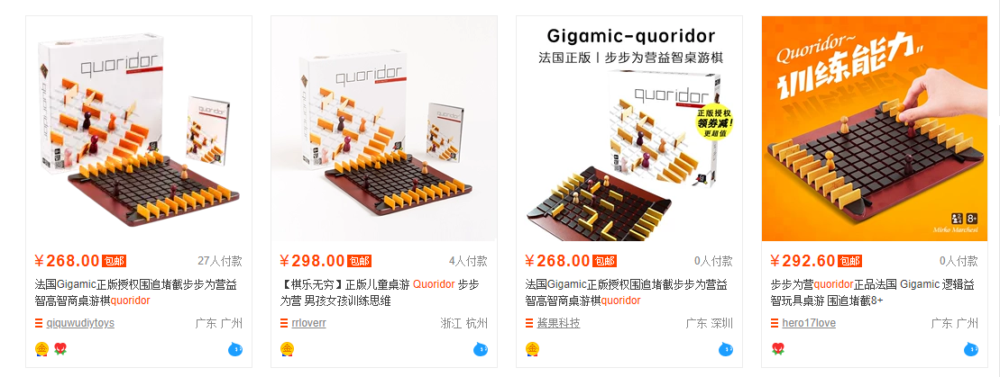 quoridor
quoridor
quoridor
quoridor
Gigamic-quoridor
法国正版 | 步步为营益智桌游棋
quoridor
正版授权
领券减!
更超值
Quoridor~
训练能力
8+
Mirko Marchesi
￥268.00 包邮 27人付款
法国Gigamic正版授权围追堵截步步为营益
智高智商桌游棋quoridor
qiquwudiytoys 广东 广州
￥298.00 包邮 4人付款
【棋乐无穷】正版儿童桌游 Quoridor 步步
为营 男孩女孩训练思维
rrloverr 浙江 杭州
￥268.00 包邮 0人付款
法国Gigamic正版授权围追堵截步步为营益
智高智商桌游棋quoridor
酱果科技 广东 深圳
￥292.60 包邮 0人付款
步步为营quoridor正品法国 Gigamic 逻辑益
智玩具桌游 围追堵截8+
hero17love 广东 广州